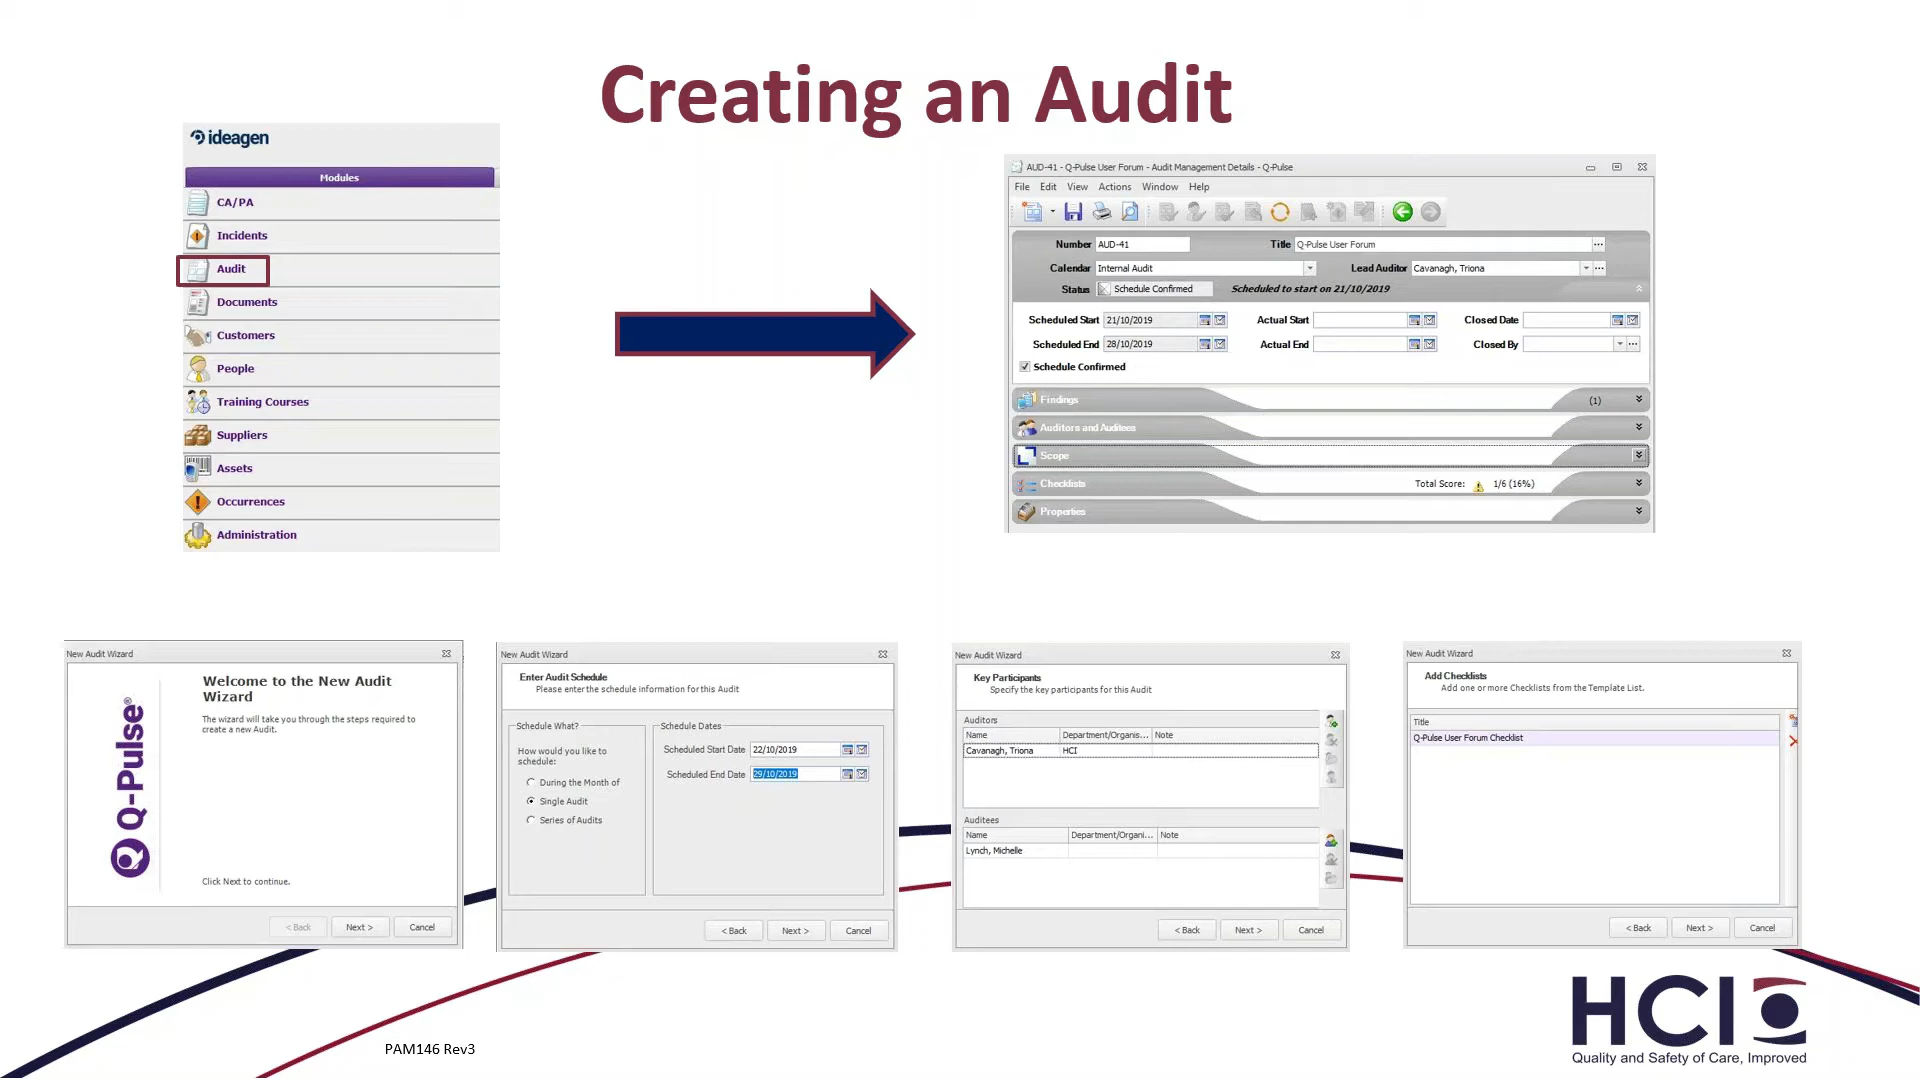 Creating an Audit
ideagen
Modules
CA/PA
Incidents
Audit
Documents
Customers
People
Training Courses
Suppliers
Assets
Occurrences
Administration
AUD-41 - Q-Pulse User Forum - Audit Management Details - Q-Pulse
File Edit View Actions Window Help
Number AUD-41 Title Q-Pulse User Forum
Calendar Internal Audit Lead Auditor Cavanagh, Triona
Status Schedule Confirmed Scheduled to start on 21/10/2019
Scheduled Start 21/10/2019 Actual Start Closed Date
Scheduled End 28/10/2019 Actual End Closed By
Schedule Confirmed
Findings (1)
Auditors and Auditees
Scope
Checklists Total Score: 1/6 (16%)
Properties
New Audit Wizard
Q-Pulse®
Welcome to the New Audit
Wizard
The wizard will take you through the steps required to
create a new Audit.
Click Next to continue.
< Back Next > Cancel
New Audit Wizard
Enter Audit Schedule
Please enter the schedule information for this Audit
Schedule What?
How would you like to
schedule:
During the Month of
Single Audit
Series of Audits
Schedule Dates
Scheduled Start Date 22/10/2019
Scheduled End Date 29/10/2019
< Back Next > Cancel
New Audit Wizard
Key Participants
Specify the key participants for this Audit
Auditors
Name Department/Organis... Note
Cavanagh, Triona HCI
Auditees
Name Department/Organi... Note
Lynch, Michelle
< Back Next > Cancel
New Audit Wizard
Add Checklists
Add one or more Checklists from the Template List.
Title
Q-Pulse User Forum Checklist
< Back Next > Cancel
PAM146 Rev3
HCI
Quality and Safety of Care, Improved